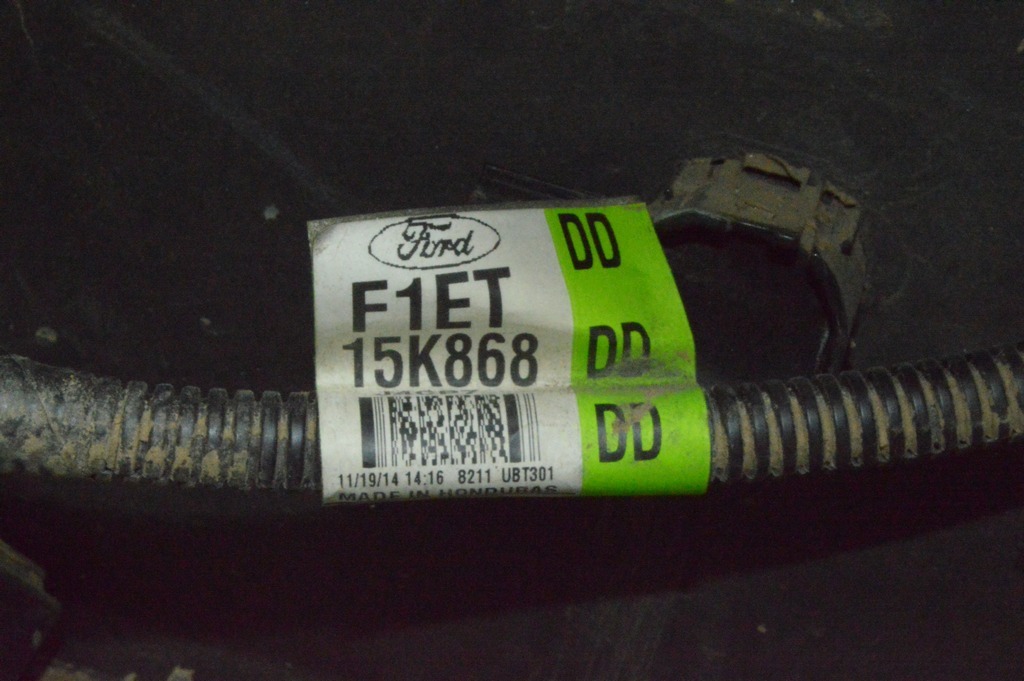 Ford
F1ET
15K868
11/19/14 14:16 8211 UBT301
MADE IN HONDURAS
DD
DD
DD